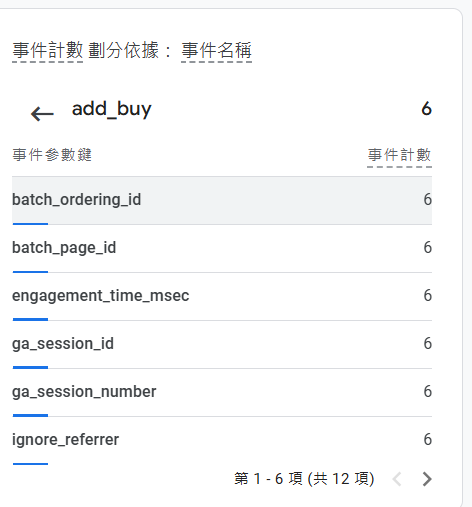 事件計數 劃分依據： 事件名稱
← add_buy 6
事件參數鍵 事件計數
batch_ordering_id 6
batch_page_id 6
engagement_time_msec 6
ga_session_id 6
ga_session_number 6
ignore_referrer 6
第 1 - 6 項 (共 12 項)